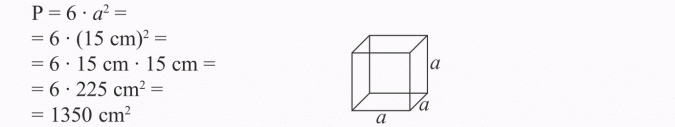 P = 6 · a² =
= 6 · (15 cm)² =
= 6 · 15 cm · 15 cm =
= 6 · 225 cm² =
= 1350 cm²
a
a
a